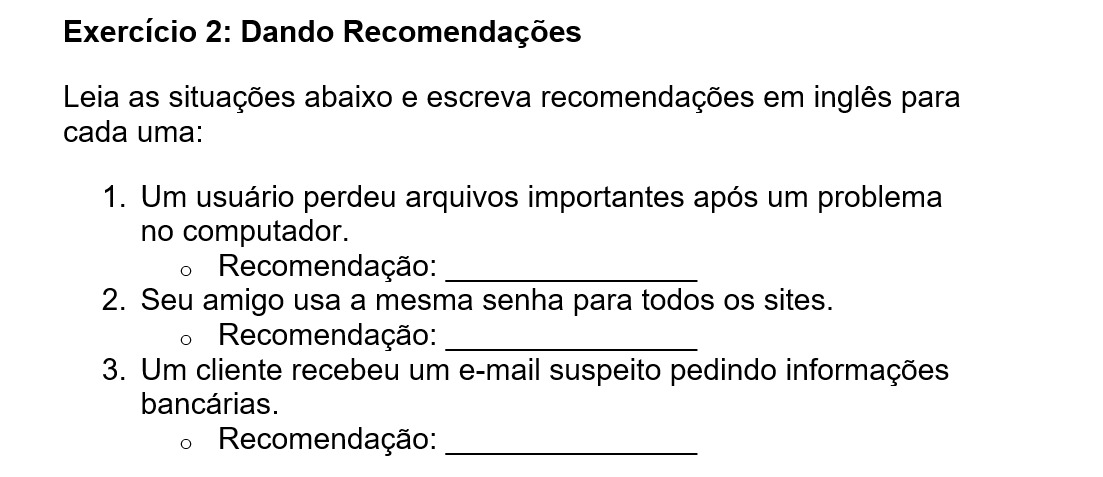 Exercício 2: Dando Recomendações
Leia as situações abaixo e escreva recomendações em inglês para
cada uma:
1. Um usuário perdeu arquivos importantes após um problema
no computador.
o Recomendação: _______________
2. Seu amigo usa a mesma senha para todos os sites.
o Recomendação: _______________
3. Um cliente recebeu um e-mail suspeito pedindo informações
bancárias.
o Recomendação: _______________